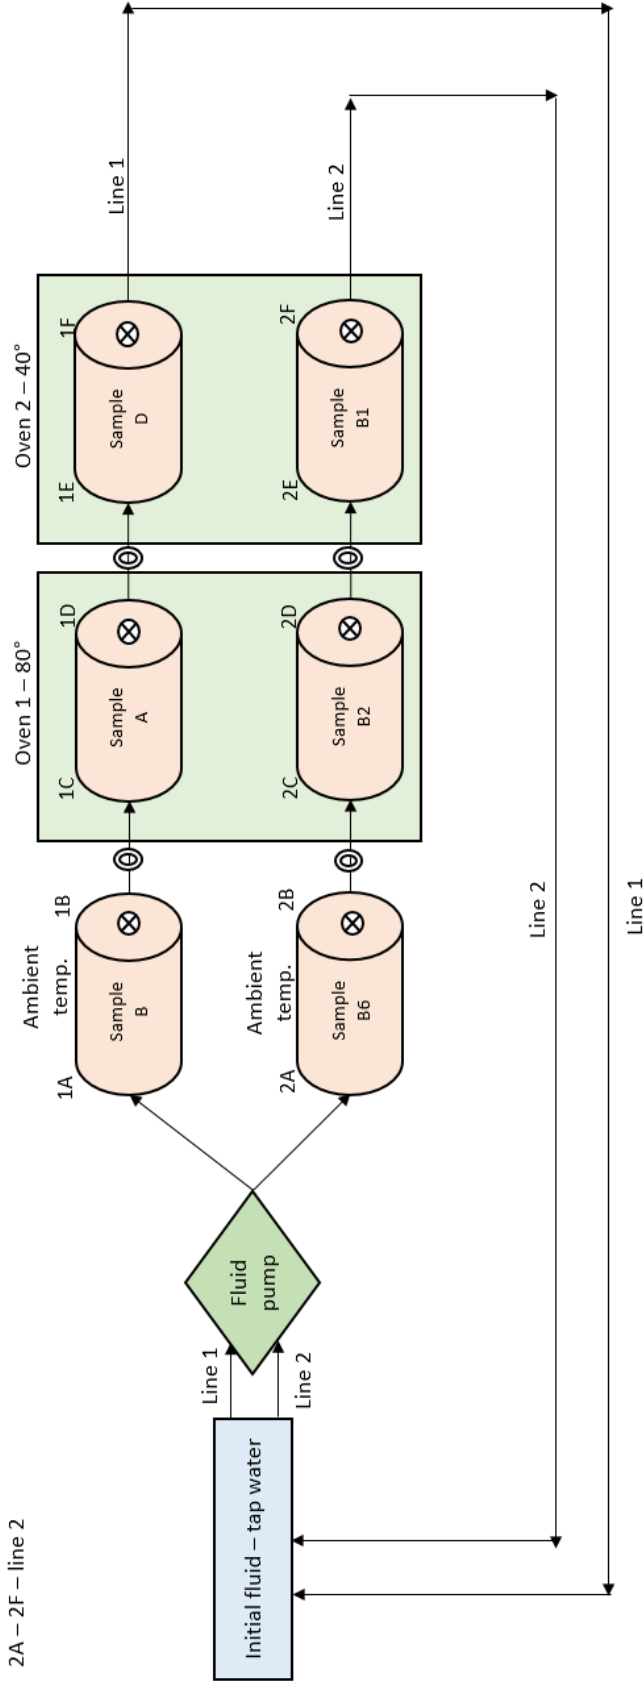 2A – 2F – line 2
Initial fluid – tap water
Line 1
Line 2
Fluid
pump
Ambient
temp.
1A
1B
Sample
B
Ambient
temp.
2A
2B
Sample
B6
Oven 1 – 80°
1C
1D
Sample
A
2C
2D
Sample
B2
Oven 2 – 40°
1E
1F
Sample
D
2E
2F
Sample
B1
Line 1
Line 2
Line 2
Line 1